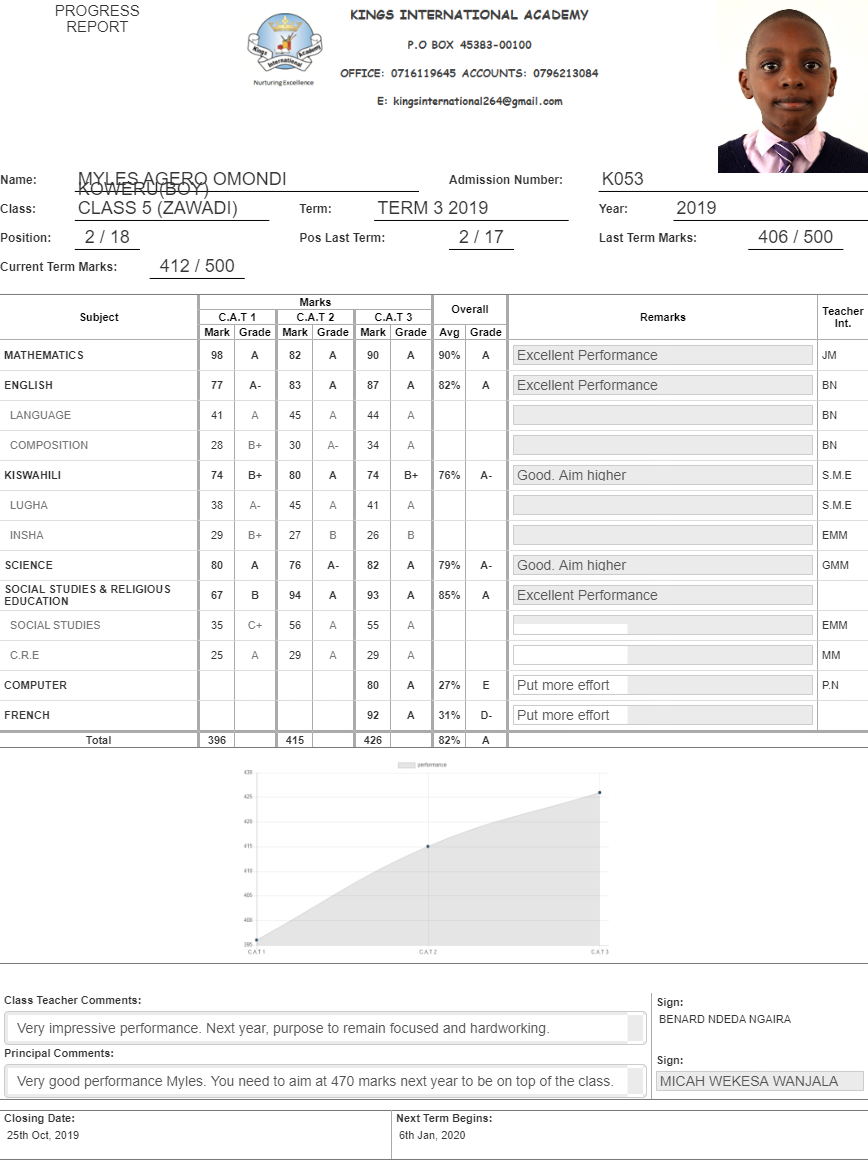 PROGRESS
REPORT
KINGS INTERNATIONAL ACADEMY
P.O BOX 45383-00100
OFFICE: 0716119645 ACCOUNTS: 0796213084
E: kingsinternational264@gmail.com
Kings Academy
International
Nurturing Excellence
Name: MYLES AGERO OMONDI Admission Number: K053
KOWERU(BOY)
Class: CLASS 5 (ZAWADI) Term: TERM 3 2019 Year: 2019
Position: 2 / 18 Pos Last Term: 2 / 17 Last Term Marks: 406 / 500
Current Term Marks: 412 / 500
Subject Marks Overall Remarks Teacher Int.
C.A.T 1 C.A.T 2 C.A.T 3
Mark Grade Mark Grade Mark Grade Avg Grade
MATHEMATICS 98 A 82 A 90 A 90% A Excellent Performance JM
ENGLISH 77 A- 83 A 87 A 82% A Excellent Performance BN
LANGUAGE 41 A 45 A 44 A BN
COMPOSITION 28 B+ 30 A- 34 A BN
KISWAHILI 74 B+ 80 A 74 B+ 76% A- Good. Aim higher S.M.E
LUGHA 38 A- 45 A 41 A S.M.E
INSHA 29 B+ 27 B 26 B EMM
SCIENCE 80 A 76 A- 82 A 79% A- Good. Aim higher GMM
SOCIAL STUDIES & RELIGIOUS
EDUCATION 67 B 94 A 93 A 85% A Excellent Performance
SOCIAL STUDIES 35 C+ 56 A 55 A EMM
C.R.E 25 A 29 A 29 A MM
COMPUTER 80 A 27% E Put more effort P.N
FRENCH 92 A 31% D- Put more effort
Total 396 415 426 82% A
performance
430
425
420
415
410
405
400
395
CAT1 CAT2 CAT3
Class Teacher Comments: Sign:
Very impressive performance. Next year, purpose to remain focused and hardworking. BENARD NDEDA NGAIRA
Principal Comments: Sign:
Very good performance Myles. You need to aim at 470 marks next year to be on top of the class. MICAH WEKESA WANJALA
Closing Date: Next Term Begins:
25th Oct, 2019 6th Jan, 2020